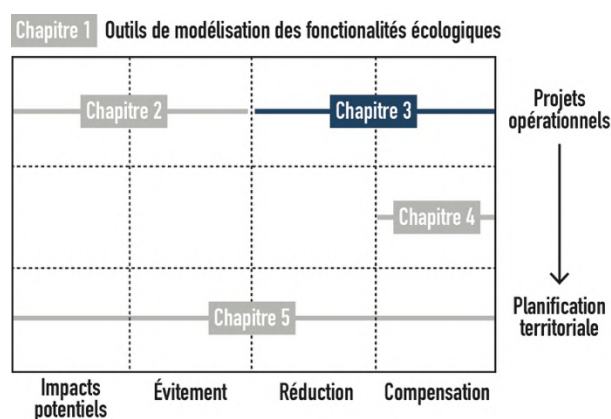 Chapitre 1 Outils de modélisation des fonctionalités écologiques
Chapitre 2
Chapitre 3
Projets
opérationnels
Chapitre 4
Chapitre 5
Planification
territoriale
Impacts
potentiels
Évitement
Réduction
Compensation